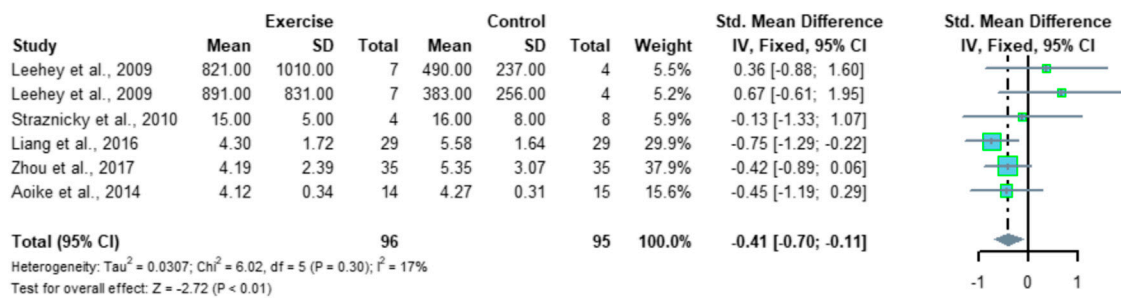 Exercise Control Std. Mean Difference Std. Mean Difference
Study Mean SD Total Mean SD Total Weight IV, Fixed, 95% CI IV, Fixed, 95% CI
Leehey et al., 2009 821.00 1010.00 7 490.00 237.00 4 5.5% 0.36 [-0.88; 1.60]
Leehey et al., 2009 891.00 831.00 7 383.00 256.00 4 5.2% 0.67 [-0.61; 1.95]
Straznicky et al., 2010 15.00 5.00 4 16.00 8.00 8 5.9% -0.13 [-1.33; 1.07]
Liang et al., 2016 4.30 1.72 29 5.58 1.64 29 29.9% -0.75 [-1.29; -0.22]
Zhou et al., 2017 4.19 2.39 35 5.35 3.07 35 37.9% -0.42 [-0.89; 0.06]
Aoike et al., 2014 4.12 0.34 14 4.27 0.31 15 15.6% -0.45 [-1.19; 0.29]
Total (95% CI) 96 95 100.0% -0.41 [-0.70; -0.11]
Heterogeneity: Tau² = 0.0307; Chi² = 6.02, df = 5 (P = 0.30); I² = 17%
Test for overall effect: Z = -2.72 (P < 0.01)
-1 0 1